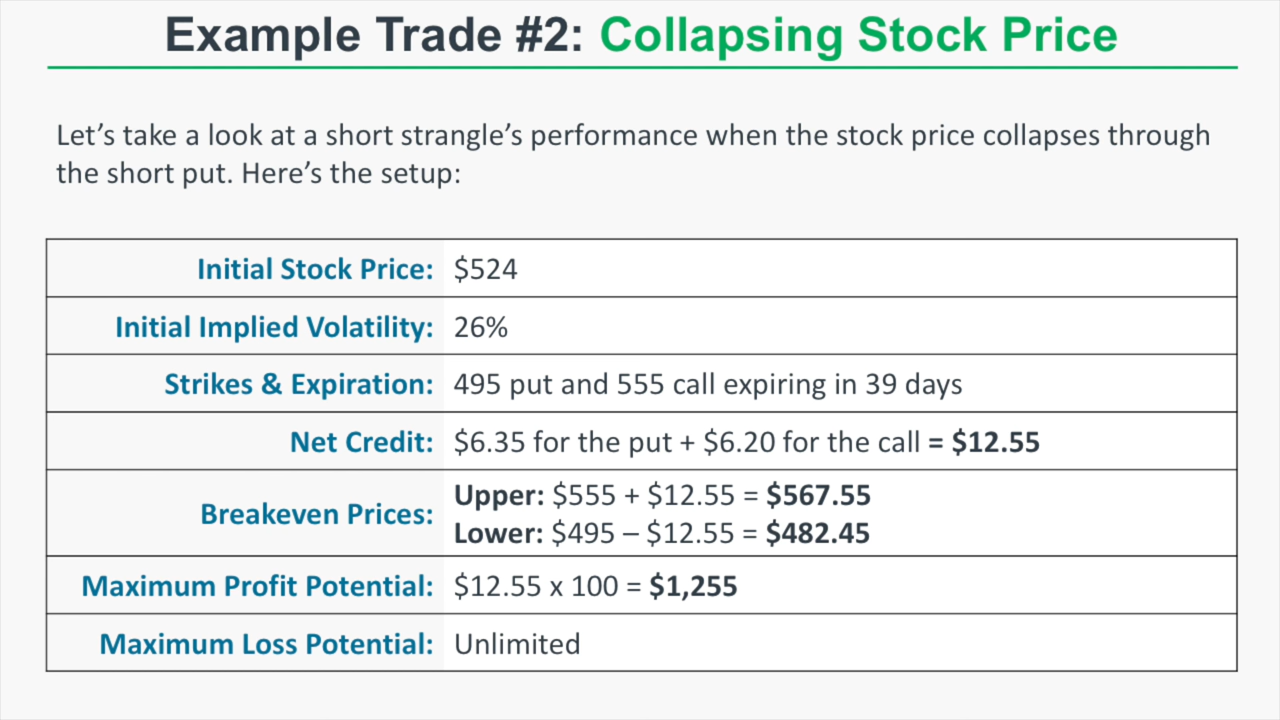 Example Trade #2: Collapsing Stock Price
Let’s take a look at a short strangle’s performance when the stock price collapses through
the short put. Here’s the setup:
Initial Stock Price: $524
Initial Implied Volatility: 26%
Strikes & Expiration: 495 put and 555 call expiring in 39 days
Net Credit: $6.35 for the put + $6.20 for the call = $12.55
Breakeven Prices: Upper: $555 + $12.55 = $567.55
Lower: $495 – $12.55 = $482.45
Maximum Profit Potential: $12.55 x 100 = $1,255
Maximum Loss Potential: Unlimited